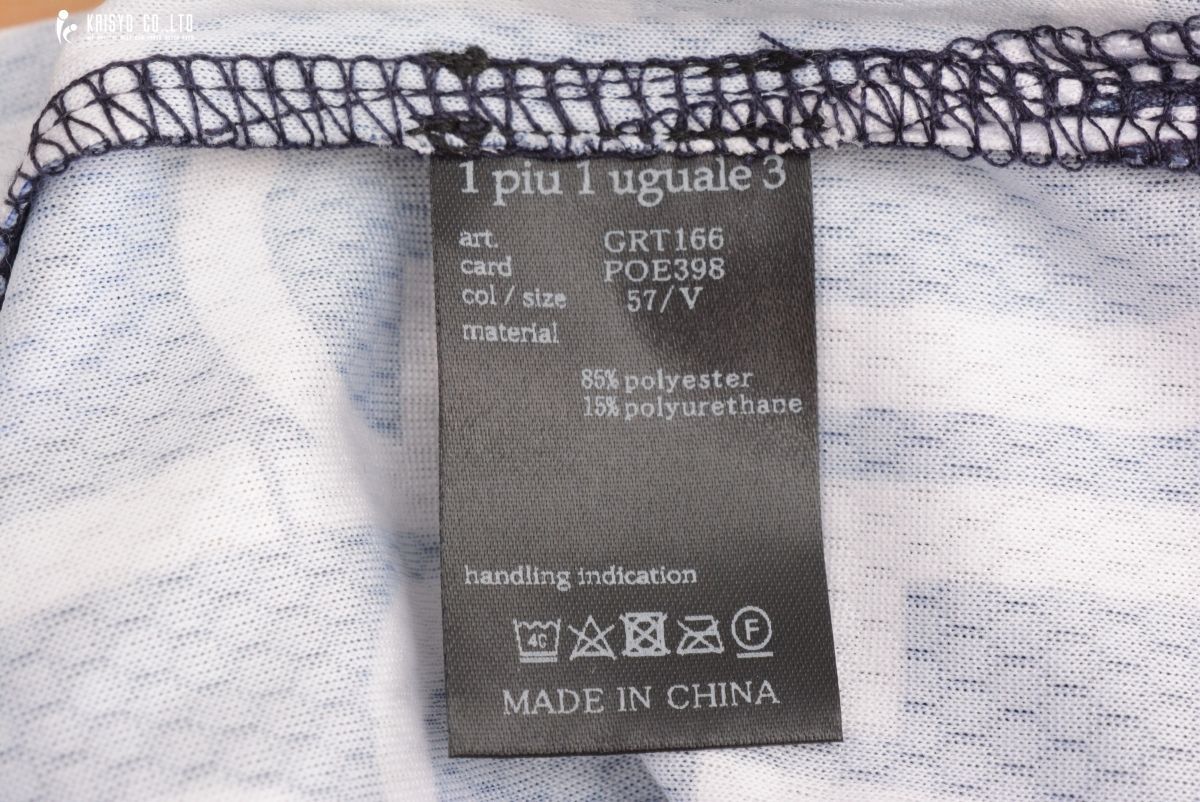 KRISYO CO.,LTD
1 piu 1 uguale 3
art. GRT166
card POE398
col / size 57/V
material
85% polyester
15% polyurethane
handling indication
40 F
MADE IN CHINA